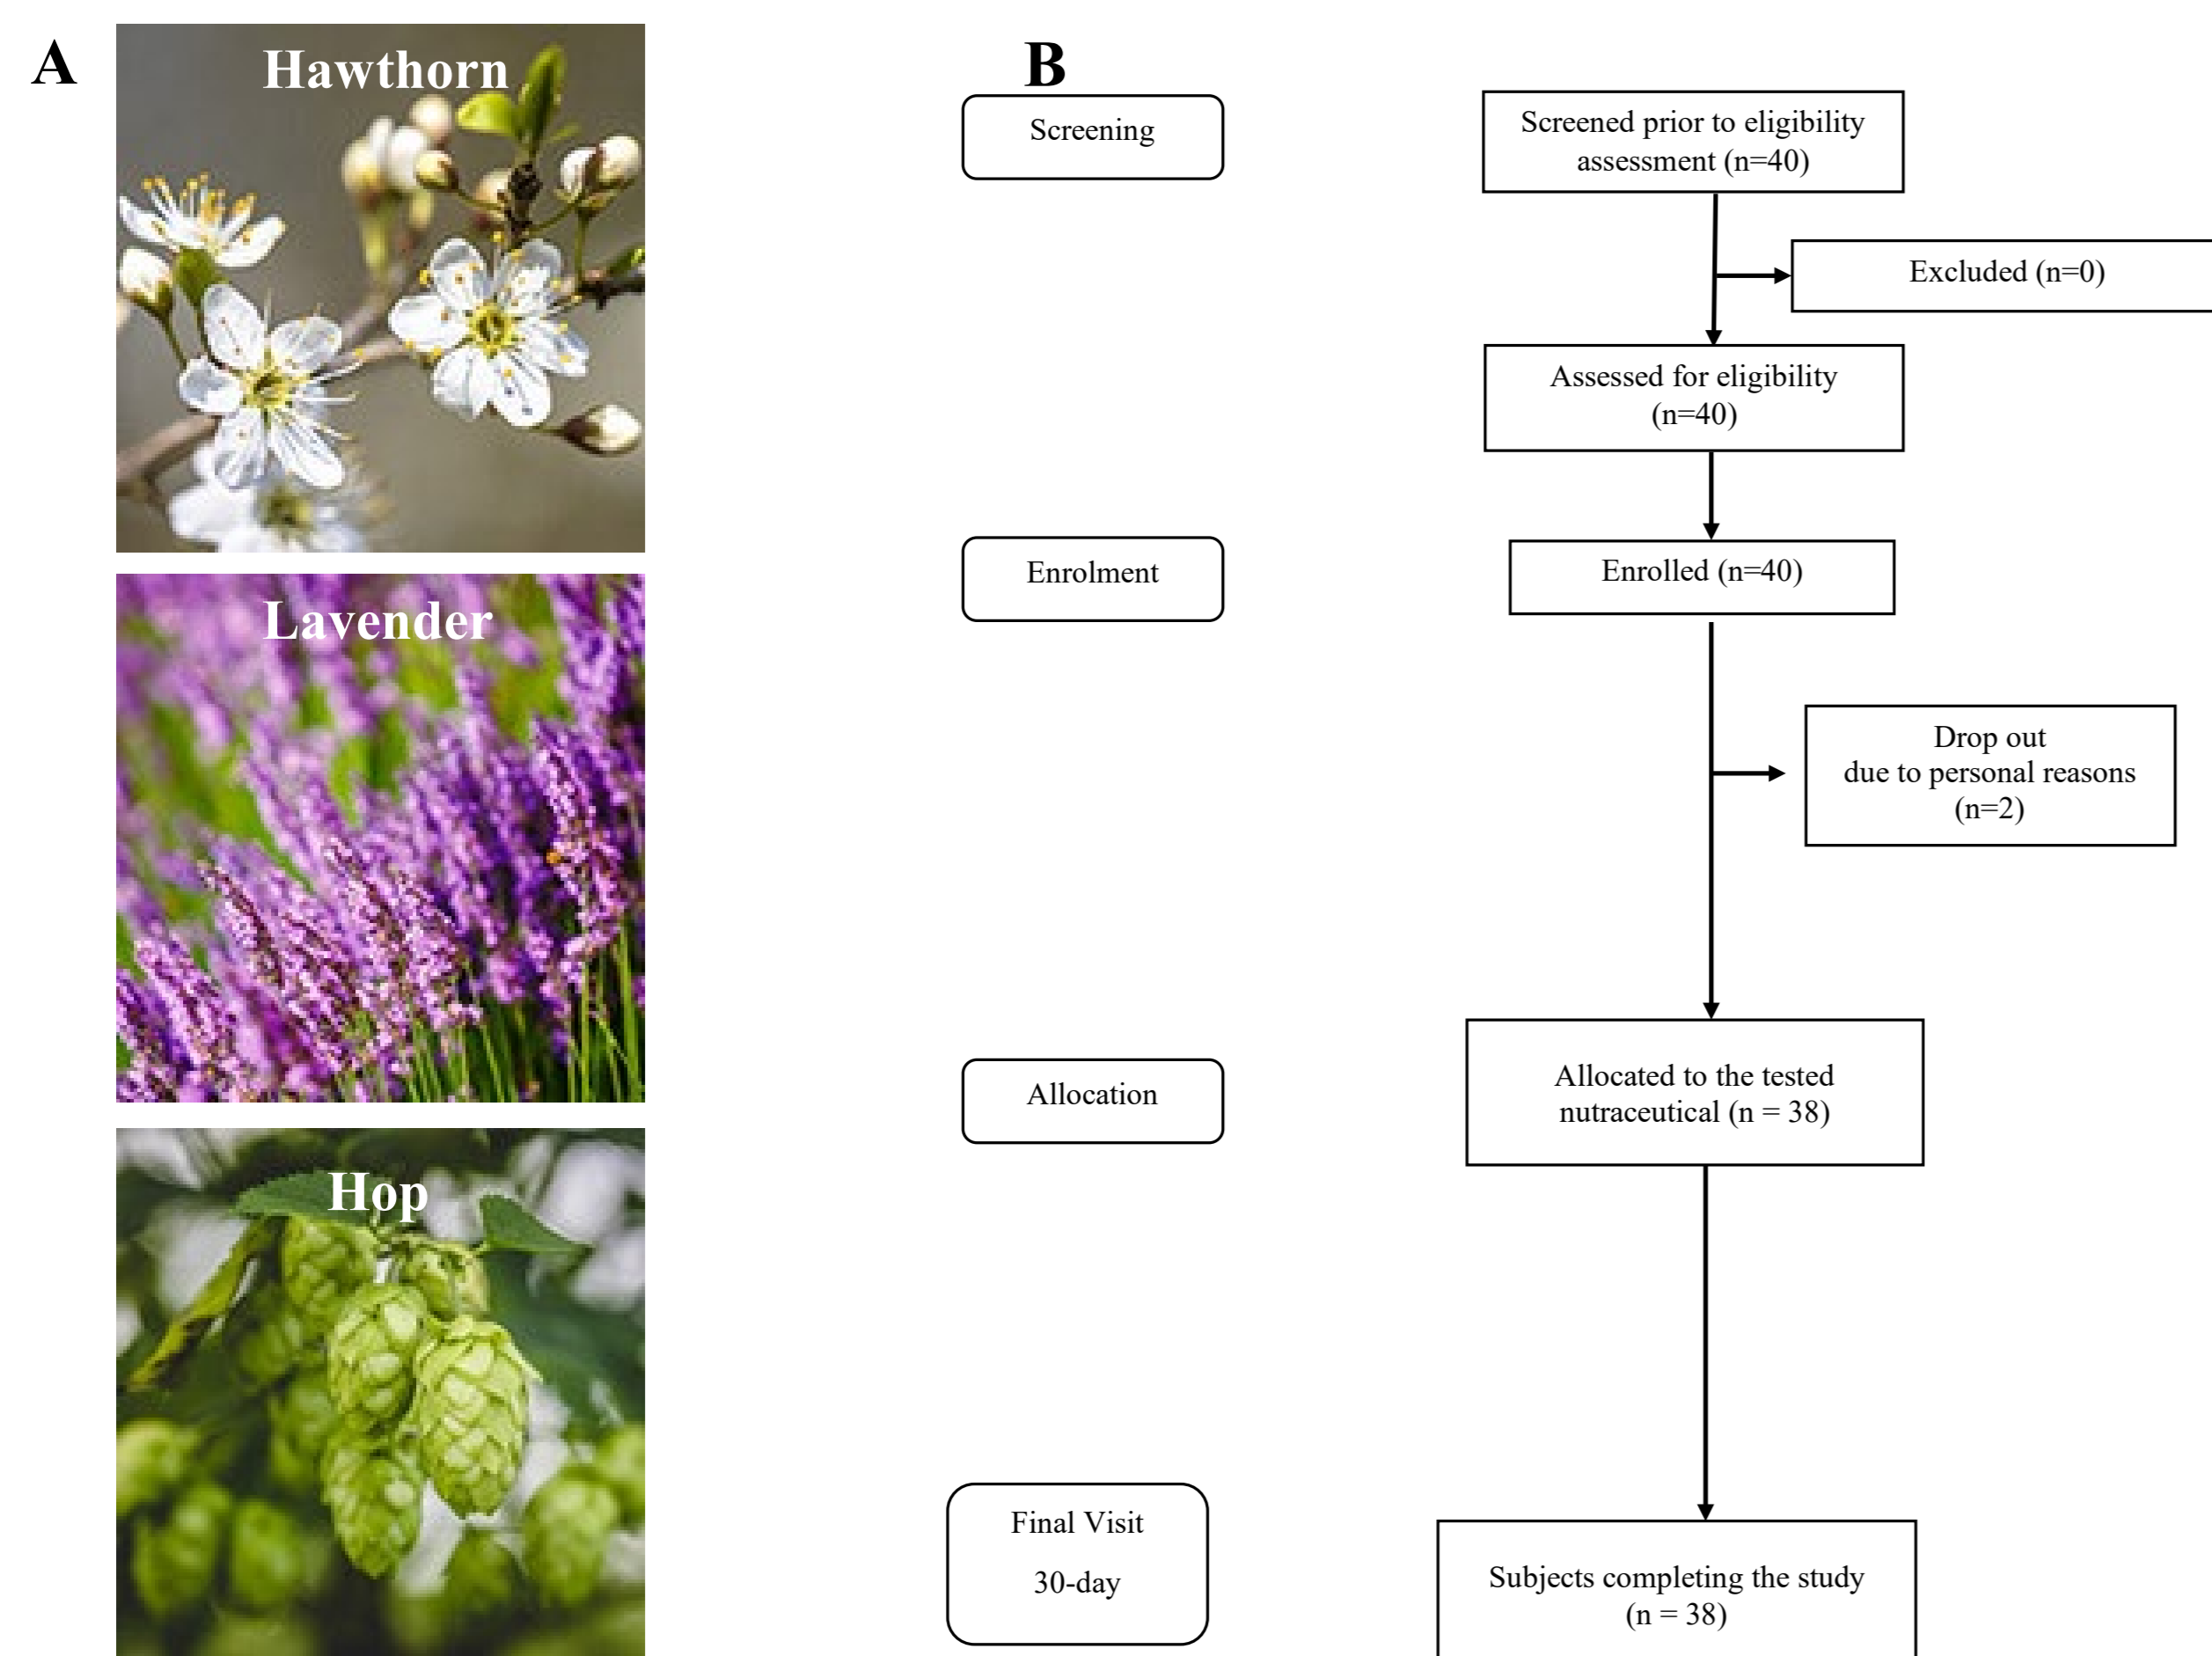 A
Hawthorn
Lavender
Hop
B
Screening
Screened prior to eligibility
assessment (n=40)
Excluded (n=0)
Assessed for eligibility
(n=40)
Enrolment
Enrolled (n=40)
Drop out
due to personal reasons
(n=2)
Allocation
Allocated to the tested
nutraceutical (n = 38)
Final Visit
30-day
Subjects completing the study
(n = 38)